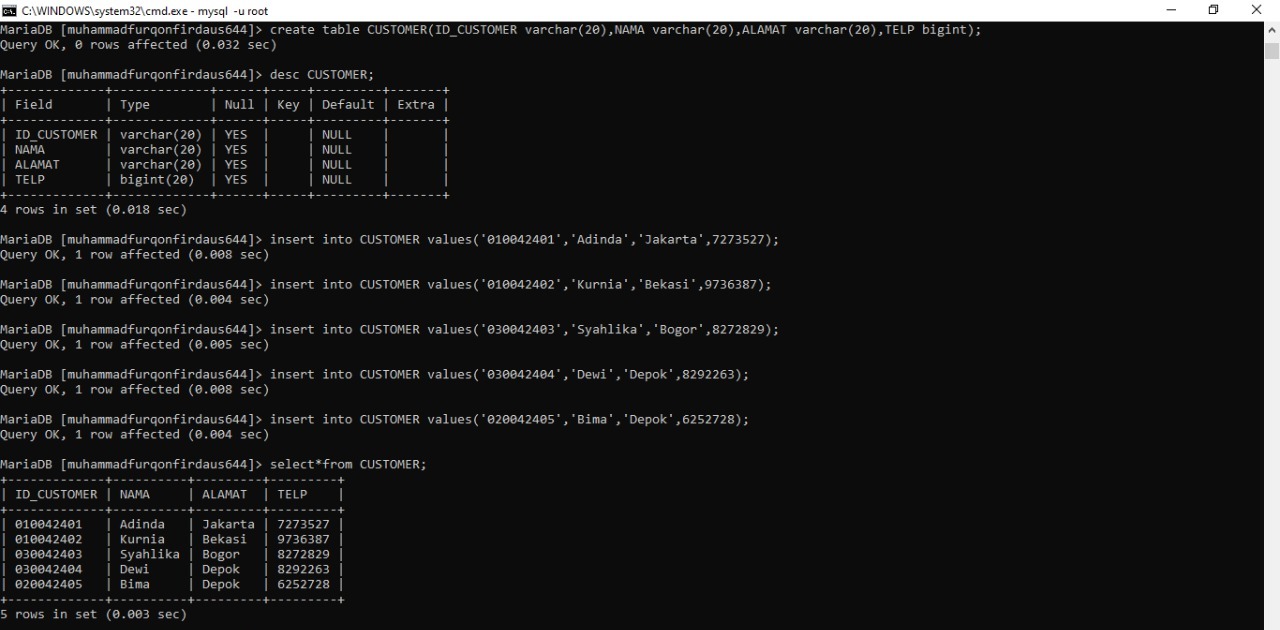 C:\WINDOWS\system32\cmd.exe - mysql  -u root
MariaDB [muhammadfurqonfirdaus644]> create table CUSTOMER(ID_CUSTOMER varchar(20),NAMA varchar(20),ALAMAT varchar(20),TELP bigint);
Query OK, 0 rows affected (0.032 sec)
MariaDB [muhammadfurqonfirdaus644]> desc CUSTOMER;
+-------------+-------------+------+-----+---------+-------+
| Field       | Type        | Null | Key | Default | Extra |
+-------------+-------------+------+-----+---------+-------+
| ID_CUSTOMER | varchar(20) | YES  |     | NULL    |       |
| NAMA        | varchar(20) | YES  |     | NULL    |       |
| ALAMAT      | varchar(20) | YES  |     | NULL    |       |
| TELP        | bigint(20)  | YES  |     | NULL    |       |
+-------------+-------------+------+-----+---------+-------+
4 rows in set (0.018 sec)
MariaDB [muhammadfurqonfirdaus644]> insert into CUSTOMER values('010042401','Adinda','Jakarta',7273527);
Query OK, 1 row affected (0.008 sec)
MariaDB [muhammadfurqonfirdaus644]> insert into CUSTOMER values('010042402','Kurnia','Bekasi',9736387);
Query OK, 1 row affected (0.004 sec)
MariaDB [muhammadfurqonfirdaus644]> insert into CUSTOMER values('030042403','Syahlika','Bogor',8272829);
Query OK, 1 row affected (0.005 sec)
MariaDB [muhammadfurqonfirdaus644]> insert into CUSTOMER values('030042404','Dewi','Depok',8292263);
Query OK, 1 row affected (0.008 sec)
MariaDB [muhammadfurqonfirdaus644]> insert into CUSTOMER values('020042405','Bima','Depok',6252728);
Query OK, 1 row affected (0.004 sec)
MariaDB [muhammadfurqonfirdaus644]> select*from CUSTOMER;
+-------------+----------+---------+---------+
| ID_CUSTOMER | NAMA     | ALAMAT  | TELP    |
+-------------+----------+---------+---------+
| 010042401   | Adinda   | Jakarta | 7273527 |
| 010042402   | Kurnia   | Bekasi  | 9736387 |
| 030042403   | Syahlika | Bogor   | 8272829 |
| 030042404   | Dewi     | Depok   | 8292263 |
| 020042405   | Bima     | Depok   | 6252728 |
+-------------+----------+---------+---------+
5 rows in set (0.003 sec)